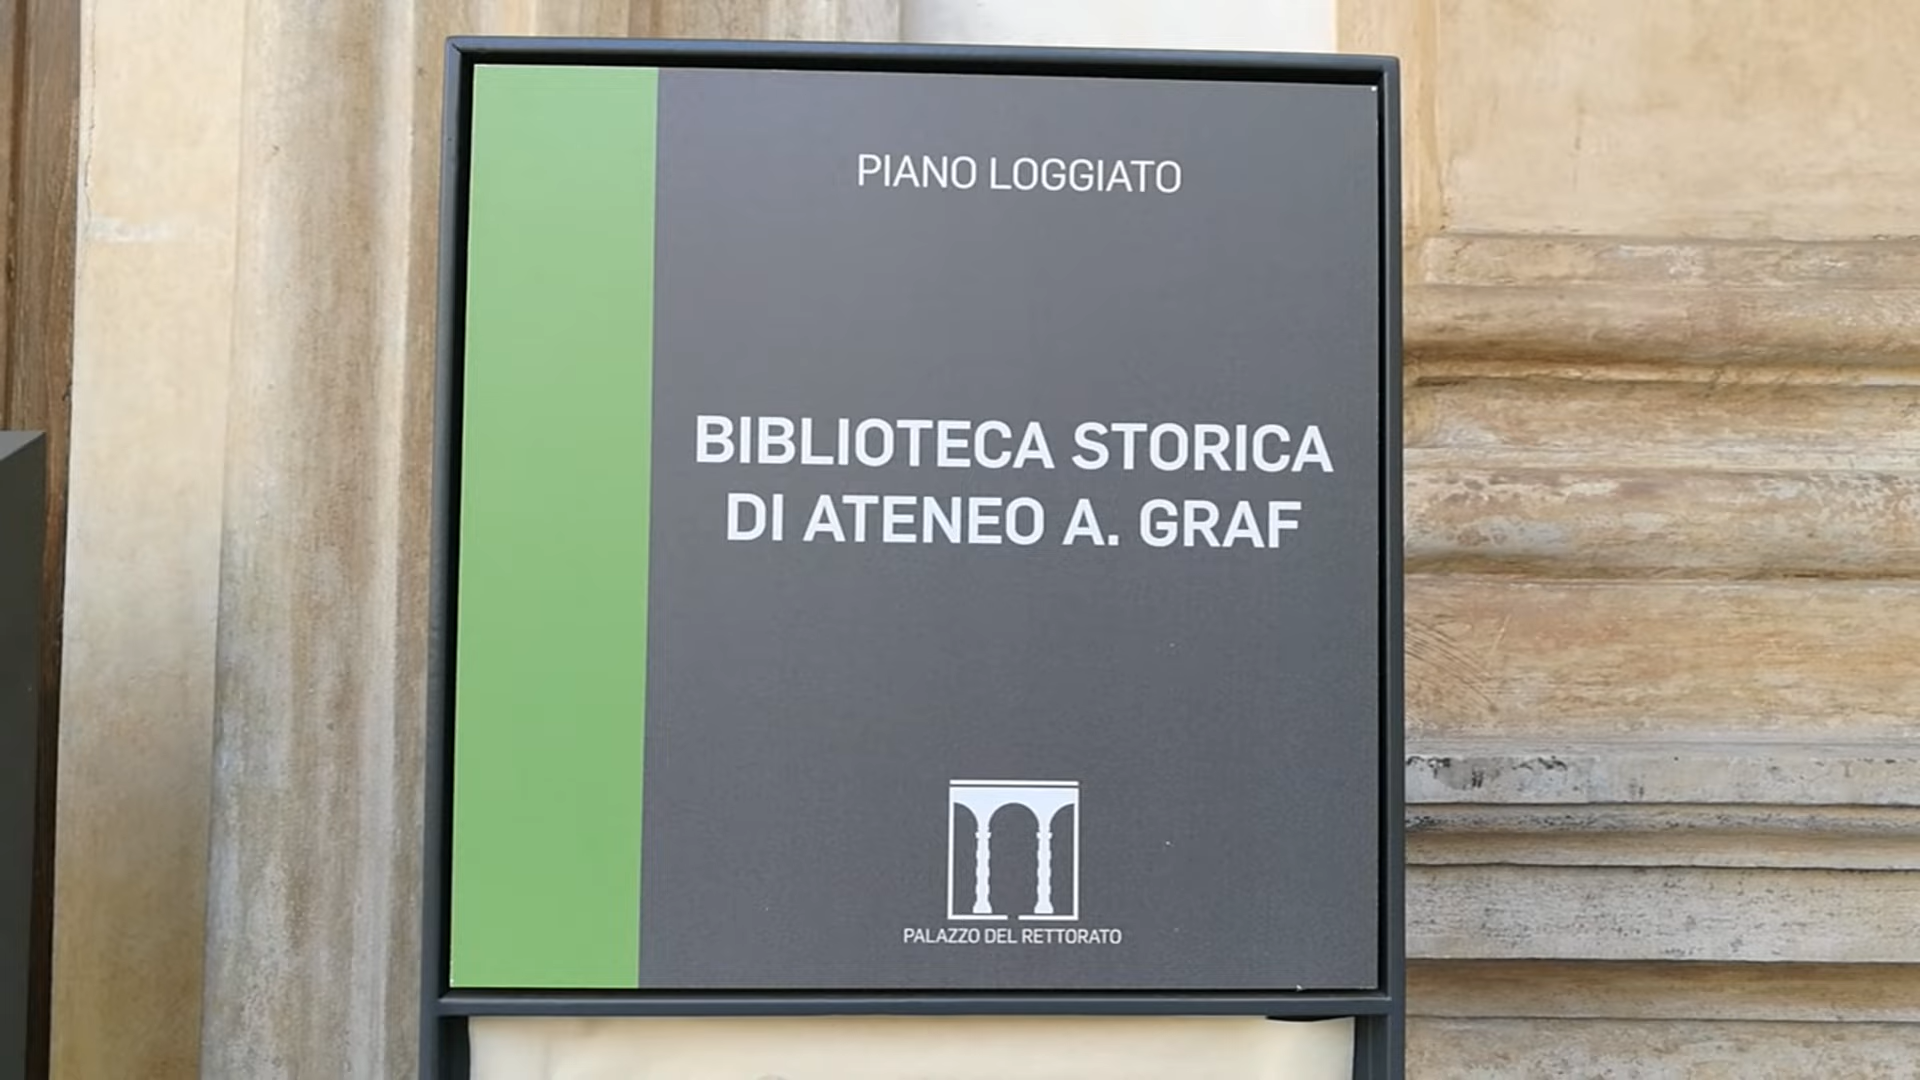 PIANO LOGGIATO
BIBLIOTECA STORICA
DI ATENEO A. GRAF
PALAZZO DEL RETTORATO